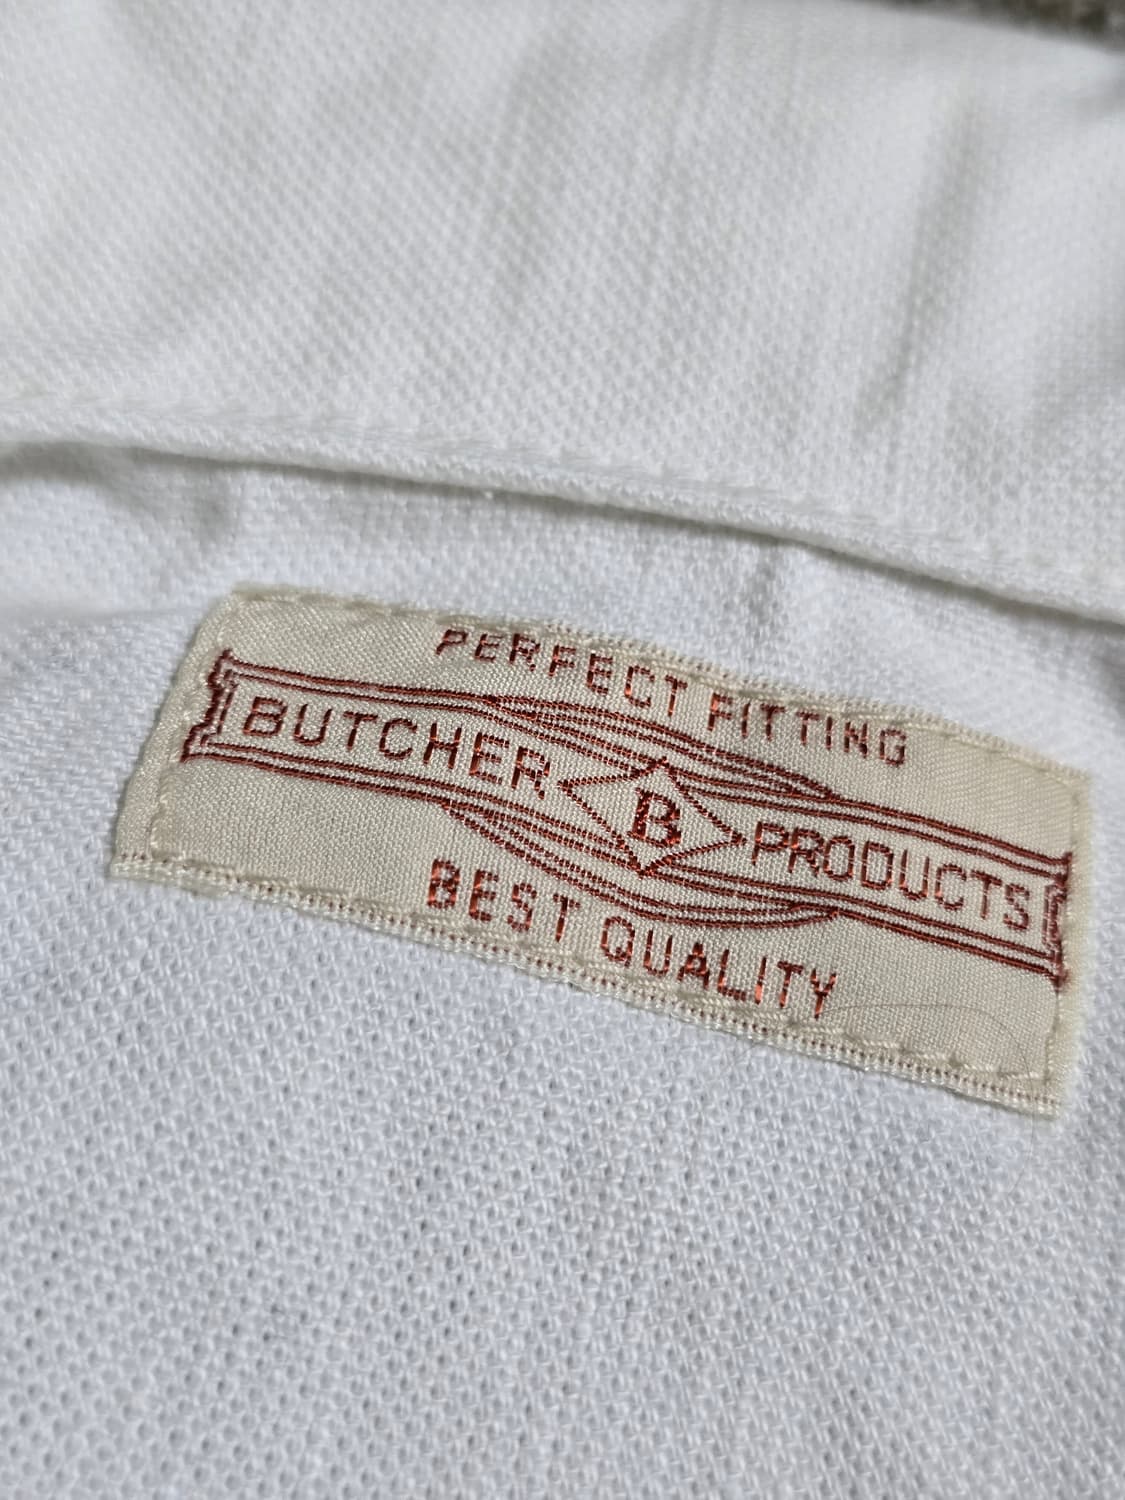 PERFECT FITTING
BUTCHER B PRODUCTS
BEST QUALITY